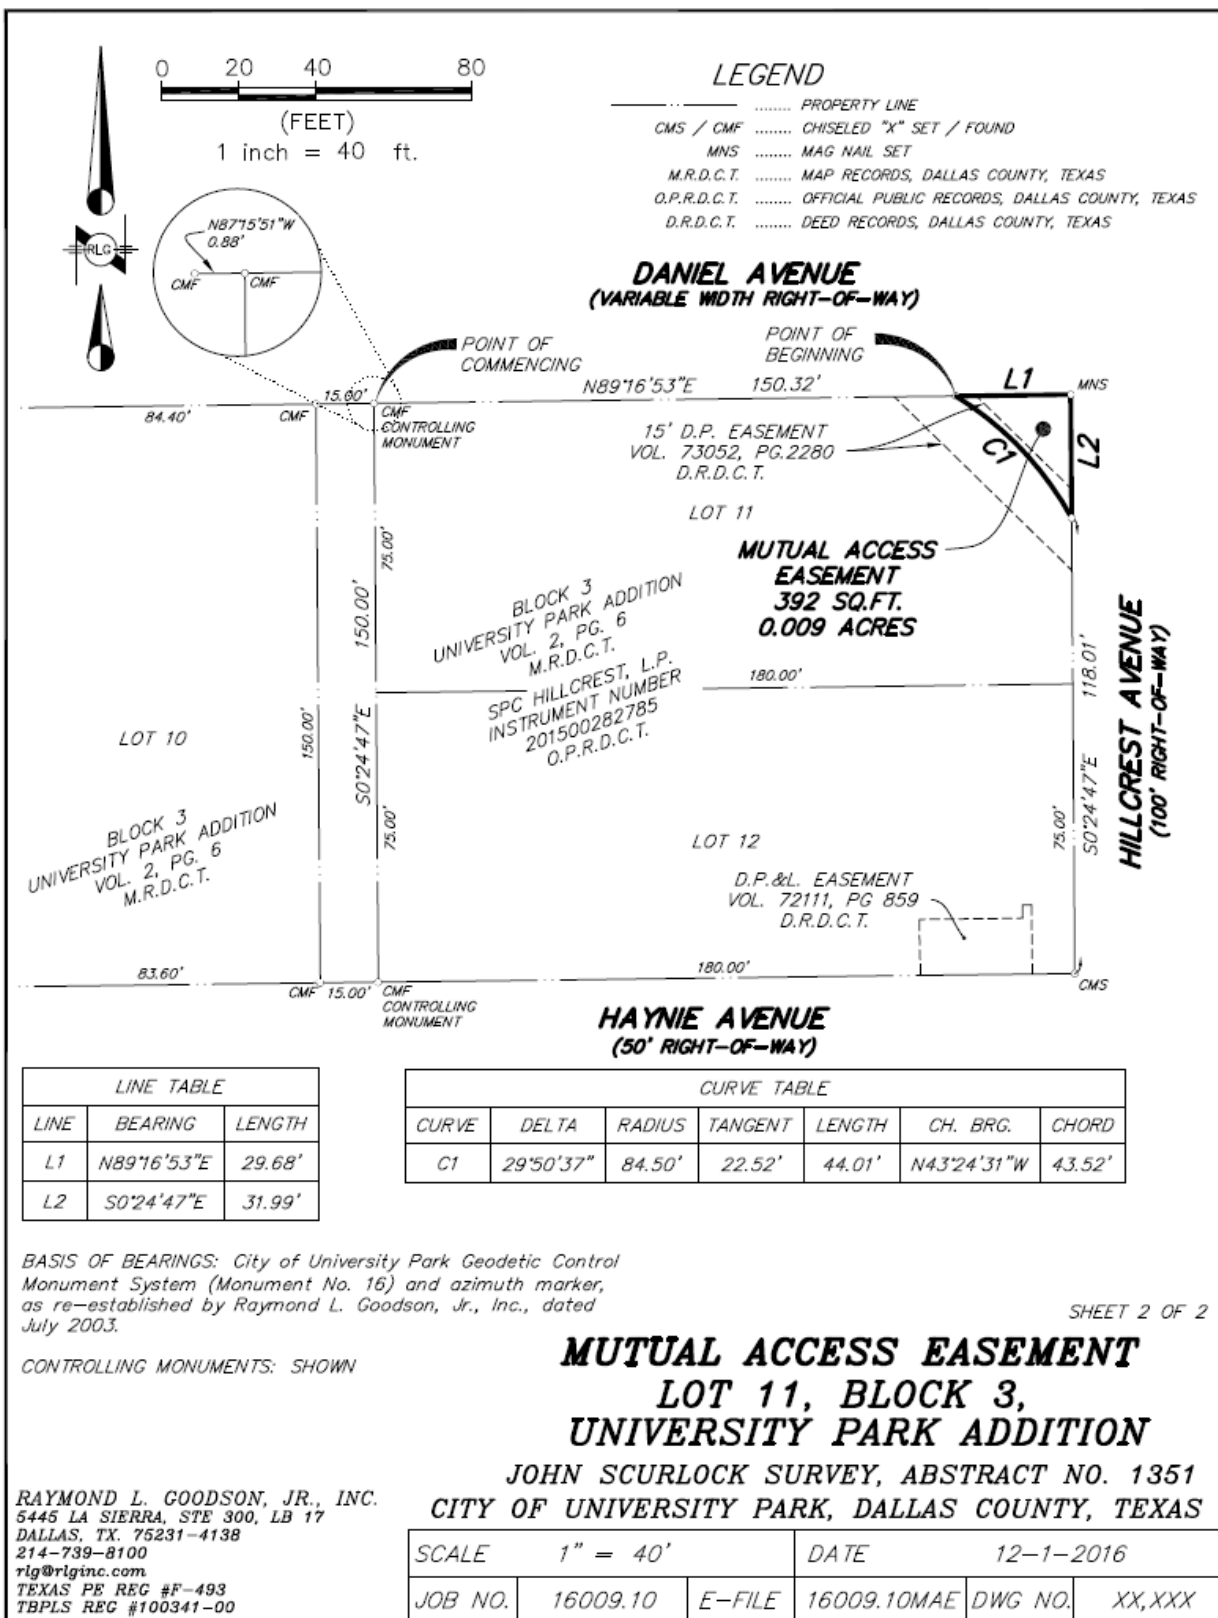 0 20 40 80
(FEET)
1 inch = 40 ft.
LEGEND
........ PROPERTY LINE
CMS / CMF ........ CHISELED "X" SET / FOUND
MNS ........ MAG NAIL SET
M.R.D.C.T. ........ MAP RECORDS, DALLAS COUNTY, TEXAS
O.P.R.D.C.T. ........ OFFICIAL PUBLIC RECORDS, DALLAS COUNTY, TEXAS
D.R.D.C.T. ........ DEED RECORDS, DALLAS COUNTY, TEXAS
RLG
N87°15'51"W
0.88'
CMF CMF
DANIEL AVENUE
(VARIABLE WIDTH RIGHT-OF-WAY)
POINT OF
COMMENCING
POINT OF
BEGINNING
N89°16'53"E 150.32'
L1
MNS
15.00'
84.40'
CMF
CMF
CONTROLLING
MONUMENT
15' D.P. EASEMENT
VOL. 73052, PG.2280
D.R.D.C.T.
C1
L2
LOT 11
MUTUAL ACCESS
EASEMENT
392 SQ.FT.
0.009 ACRES
75.00'
150.00'
S0°24'47"E
75.00'
150.00'
BLOCK 3
UNIVERSITY PARK ADDITION
VOL. 2, PG. 6
M.R.D.C.T.
SPC HILLCREST, L.P.
INSTRUMENT NUMBER
201500282785
O.P.R.D.C.T.
180.00'
118.01'
S0°24'47"E
75.00'
HILLCREST AVENUE
(100' RIGHT-OF-WAY)
LOT 10
BLOCK 3
UNIVERSITY PARK ADDITION
VOL. 2, PG. 6
M.R.D.C.T.
LOT 12
D.P.&L. EASEMENT
VOL. 72111, PG 859
D.R.D.C.T.
83.60'
180.00'
CMF 15.00' CMF
CONTROLLING
MONUMENT
CMS
HAYNIE AVENUE
(50' RIGHT-OF-WAY)
LINE TABLE
LINE BEARING LENGTH
L1 N89°16'53"E 29.68'
L2 S0°24'47"E 31.99'
CURVE TABLE
CURVE DELTA RADIUS TANGENT LENGTH CH. BRG. CHORD
C1 29°50'37" 84.50' 22.52' 44.01' N43°24'31"W 43.52'
BASIS OF BEARINGS: City of University Park Geodetic Control
Monument System (Monument No. 16) and azimuth marker,
as re-established by Raymond L. Goodson, Jr., Inc., dated
July 2003.
CONTROLLING MONUMENTS: SHOWN
SHEET 2 OF 2
MUTUAL ACCESS EASEMENT
LOT 11, BLOCK 3,
UNIVERSITY PARK ADDITION
JOHN SCURLOCK SURVEY, ABSTRACT NO. 1351
CITY OF UNIVERSITY PARK, DALLAS COUNTY, TEXAS
RAYMOND L. GOODSON, JR., INC.
5445 LA SIERRA, STE 300, LB 17
DALLAS, TX. 75231-4138
214-739-8100
rlg@rlginc.com
TEXAS PE REG #F-493
TBPLS REG #100341-00
SCALE 1" = 40' DATE 12-1-2016
JOB NO. 16009.10 E-FILE 16009.10MAE DWG NO. XX,XXX